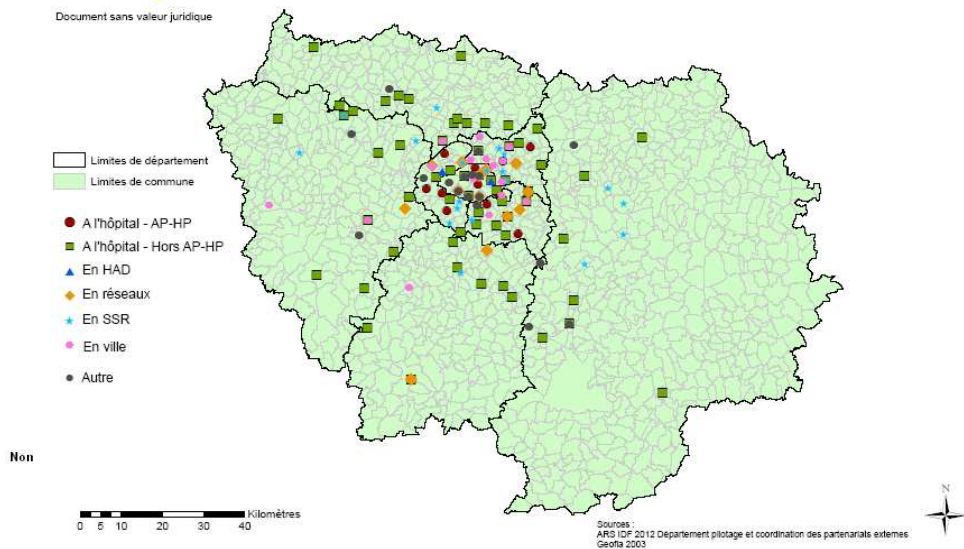 Document sans valeur juridique
Limites de département
Limites de commune
A l'hôpital - AP-HP
A l'hôpital - Hors AP-HP
En HAD
En réseaux
En SSR
En ville
Autre
Non
Kilomètres
0 5 10 20 30 40
N
Sources :
ARS IDF 2012 Département pilotage et coordination des partenariats externes
Geofla 2003